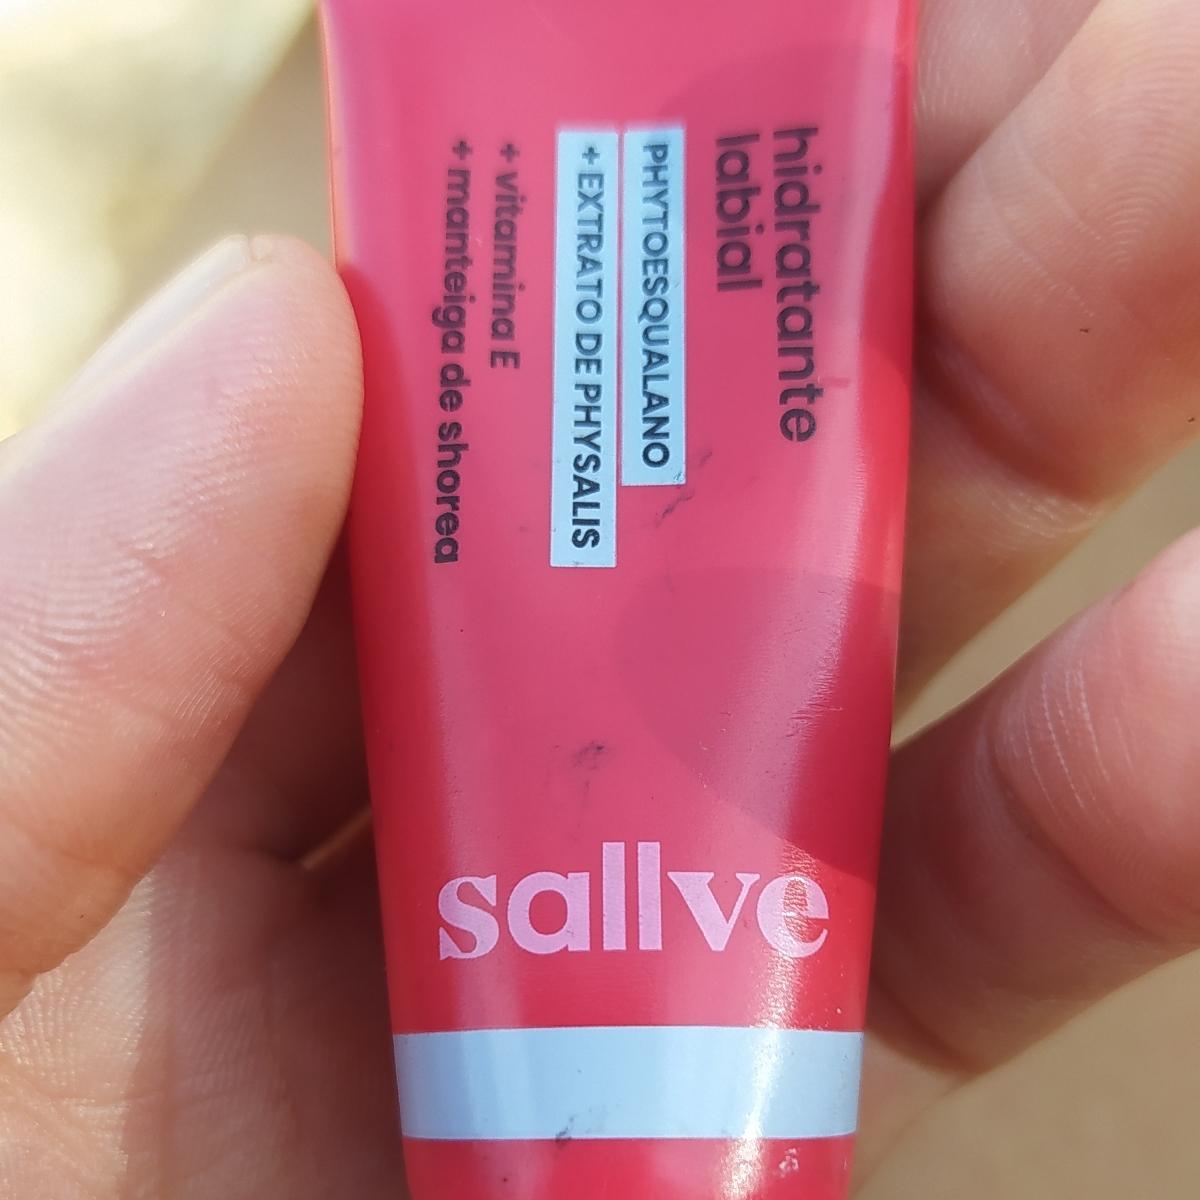 hidratante
labial
PHYTOESQUALANO
+ EXTRATO DE PHYSALIS
+ vitamina E
+ manteiga de shorea
sallve